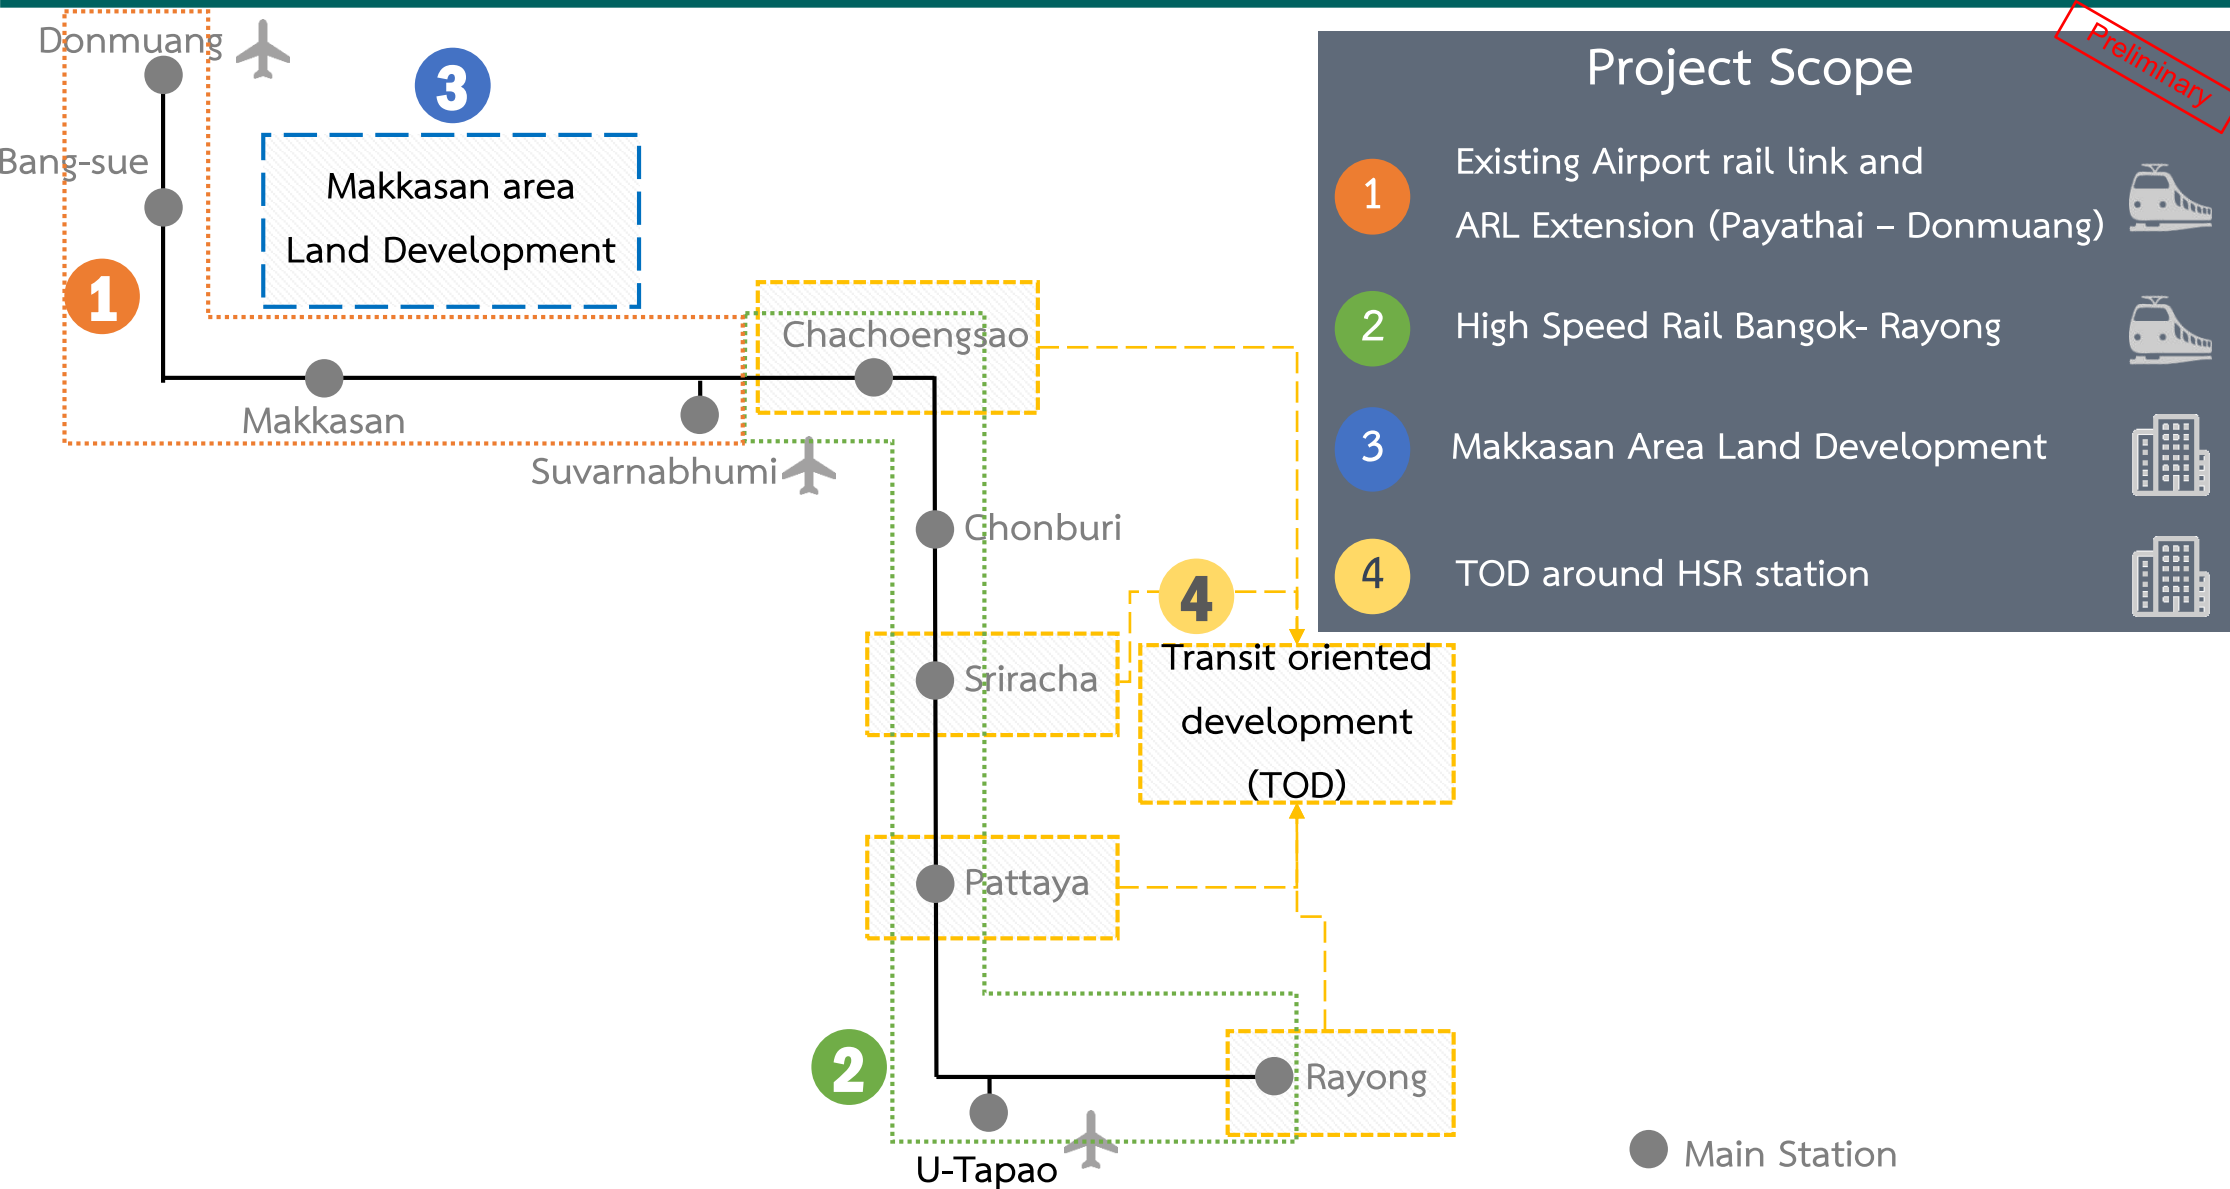 Donmuang
Bang-sue
1
3
Makkasan area
Land Development
Makkasan
Suvarnabhumi
Chachoengsao
Chonburi
Sriracha
Pattaya
2
U-Tapao
Rayong
4
Transit oriented
development
(TOD)
Project Scope
Preliminary
1
Existing Airport rail link and
ARL Extension (Payathai – Donmuang)
2
High Speed Rail Bangok- Rayong
3
Makkasan Area Land Development
4
TOD around HSR station
Main Station